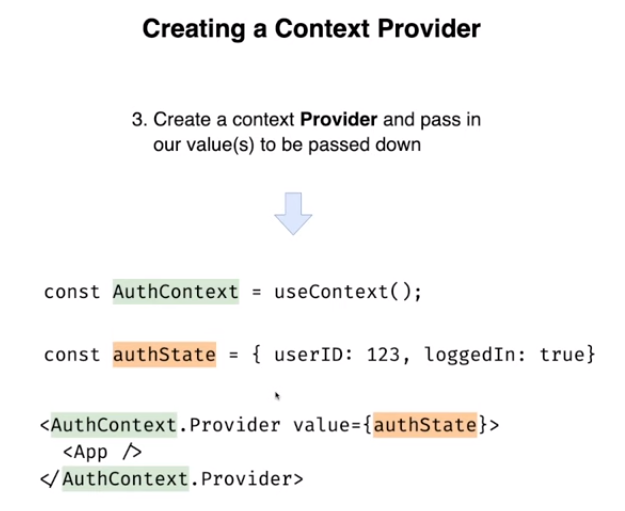 Creating a Context Provider
3. Create a context Provider and pass in
our value(s) to be passed down
const AuthContext = useContext();
const authState = { userID: 123, loggedIn: true}
<AuthContext.Provider value={authState}>
<App />
</AuthContext.Provider>